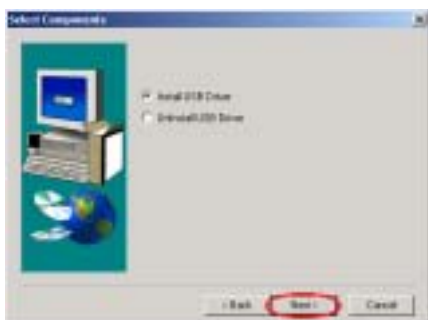 Select Components
Install USB Driver
Uninstall USB Driver
< Back
Next >
Cancel